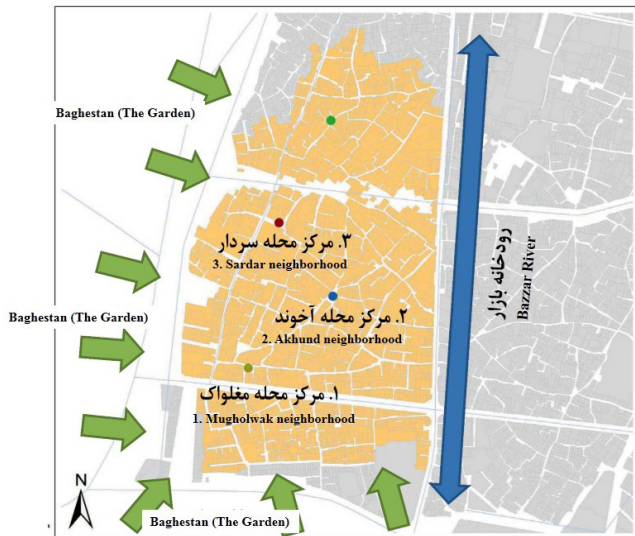 Baghestan (The Garden)
۳. مرکز محله سردار
3. Sardar neighborhood
رودخانه بازار
Bazzar River
۲. مرکز محله آخوند
2. Akhund neighborhood
Baghestan (The Garden)
۱. مرکز محله مغلواک
1. Mugholwak neighborhood
N
Baghestan (The Garden)